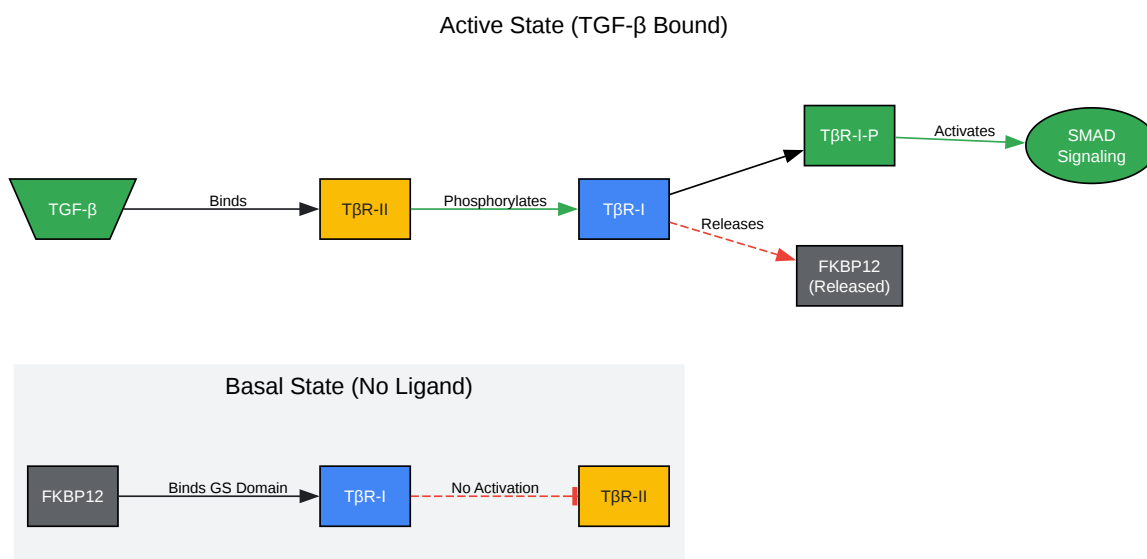 Active State (TGF-β Bound)
TGF-β
Binds
TβR-II
Phosphorylates
TβR-I
TβR-I-P
Activates
SMAD
Signaling
Releases
FKBP12
(Released)
Basal State (No Ligand)
FKBP12
Binds GS Domain
TβR-I
No Activation
TβR-II